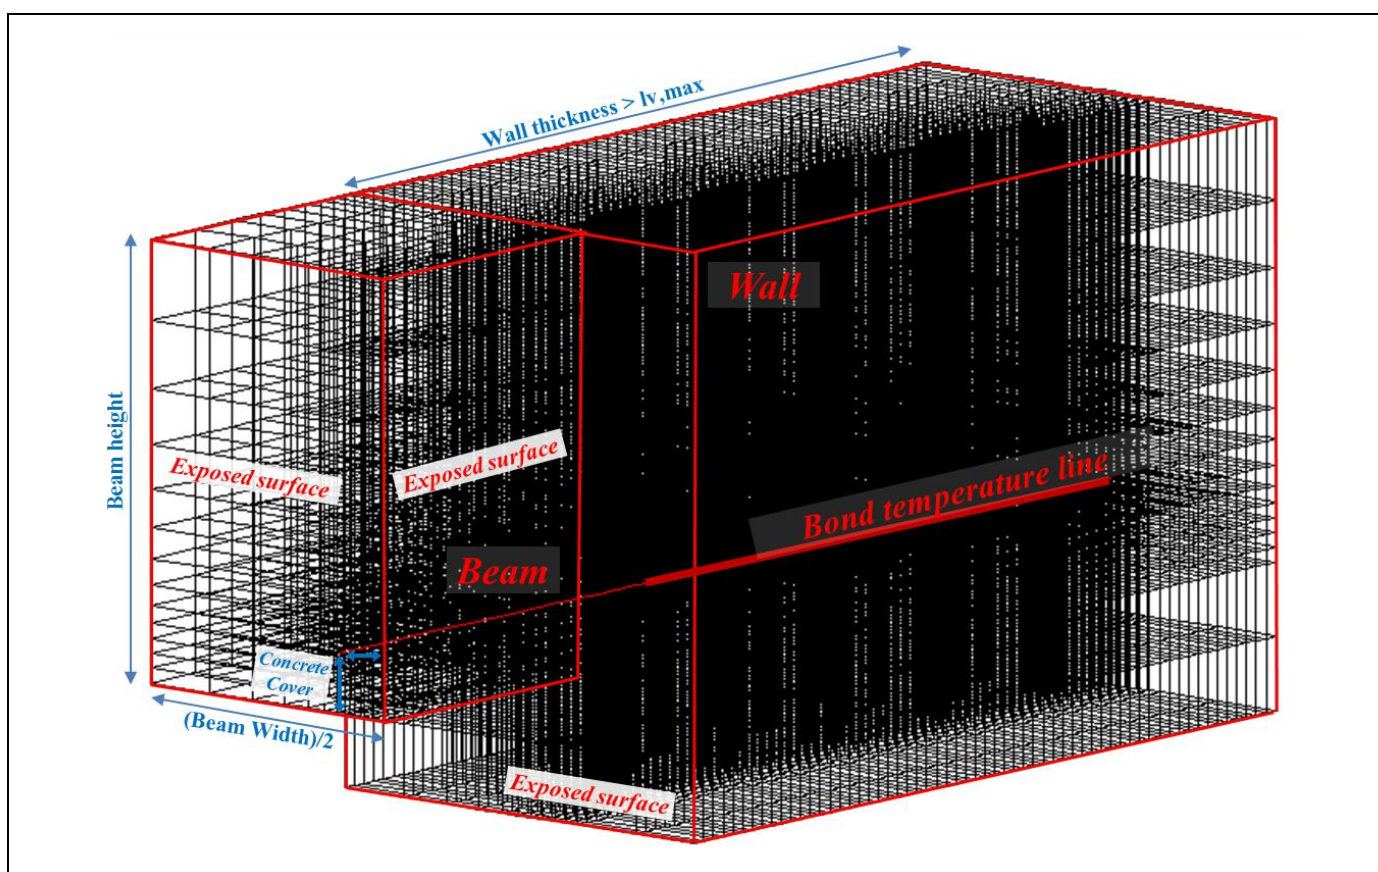 Wall thickness > lv,max
Wall
Beam height
Exposed surface
Exposed surface
Bond temperature line
Beam
Concrete
Cover
(Beam Width)/2
Exposed surface